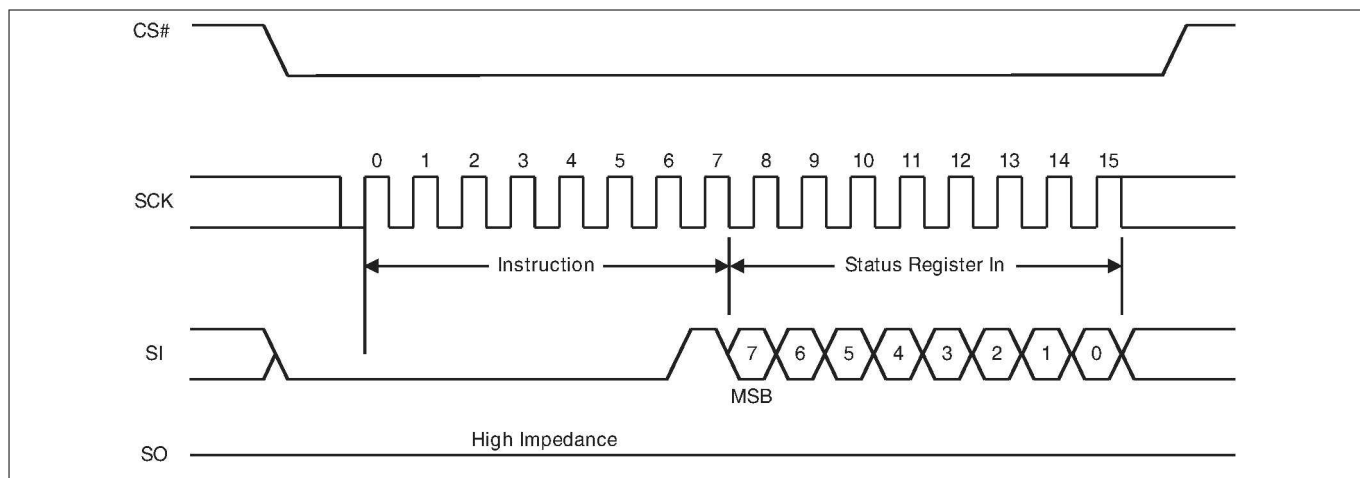 CS#
0 1 2 3 4 5 6 7 8 9 10 11 12 13 14 15
SCK
Instruction Status Register In
SI 7 6 5 4 3 2 1 0
MSB
High Impedance
SO